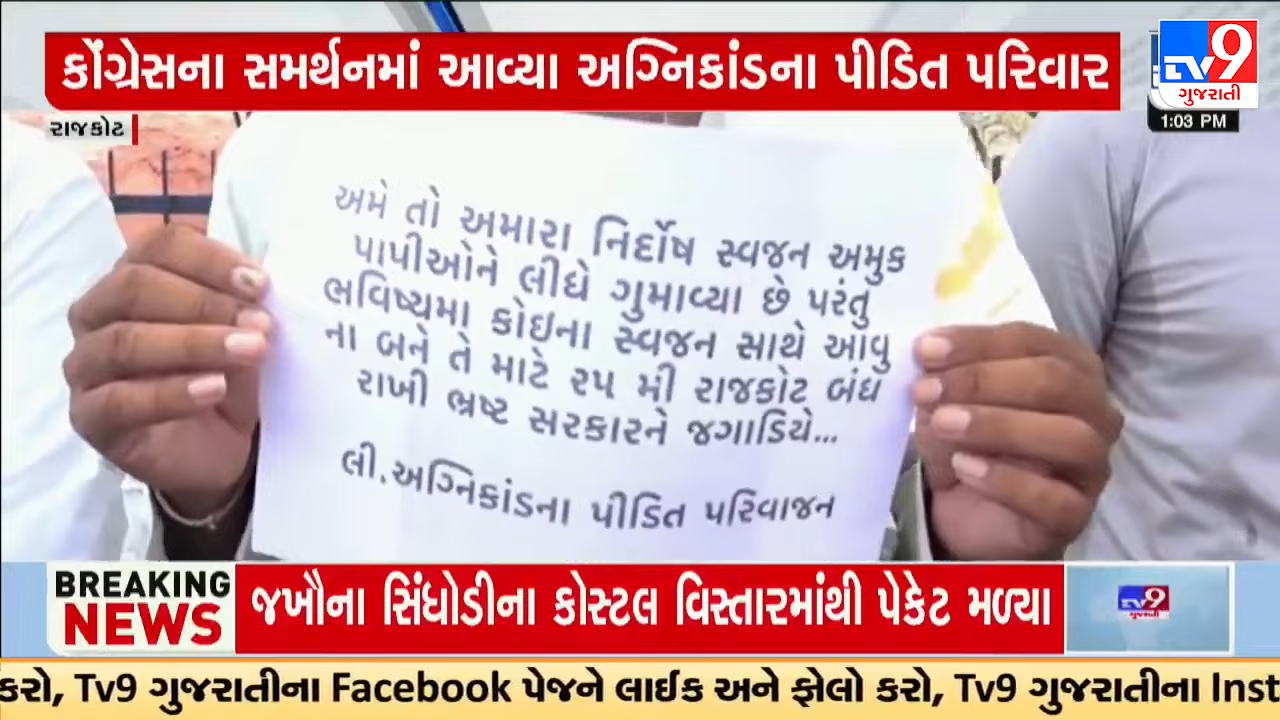 કોંગ્રેસના સમર્થનમાં આવ્યા અગ્નિકાંડના પીડિત પરિવાર
tv9
ગુજરાતી
રાજકોટ
1:03 PM
અમે તો અમારા નિર્દોષ સ્વજન અમુક
પાપીઓને લીધે ગુમાવ્યા છે પરંતુ
ભવિષ્યમા કોઇના સ્વજન સાથે આવુ
ના બને તે માટે ૨૫ મી રાજકોટ બંધ
રાખી ભ્રષ્ટ સરકારને જગાડિયે...
લી.અગ્નિકાંડના પીડિત પરિવાજન
BREAKING
NEWS
જખૌના સિંધોડીના કોસ્ટલ વિસ્તારમાંથી પેકેટ મળ્યા
tv9
ગુજરાતી
કરો, Tv9 ગુજરાતીના Facebook પેજને લાઈક અને ફોલો કરો, Tv9 ગુજરાતીના Inst